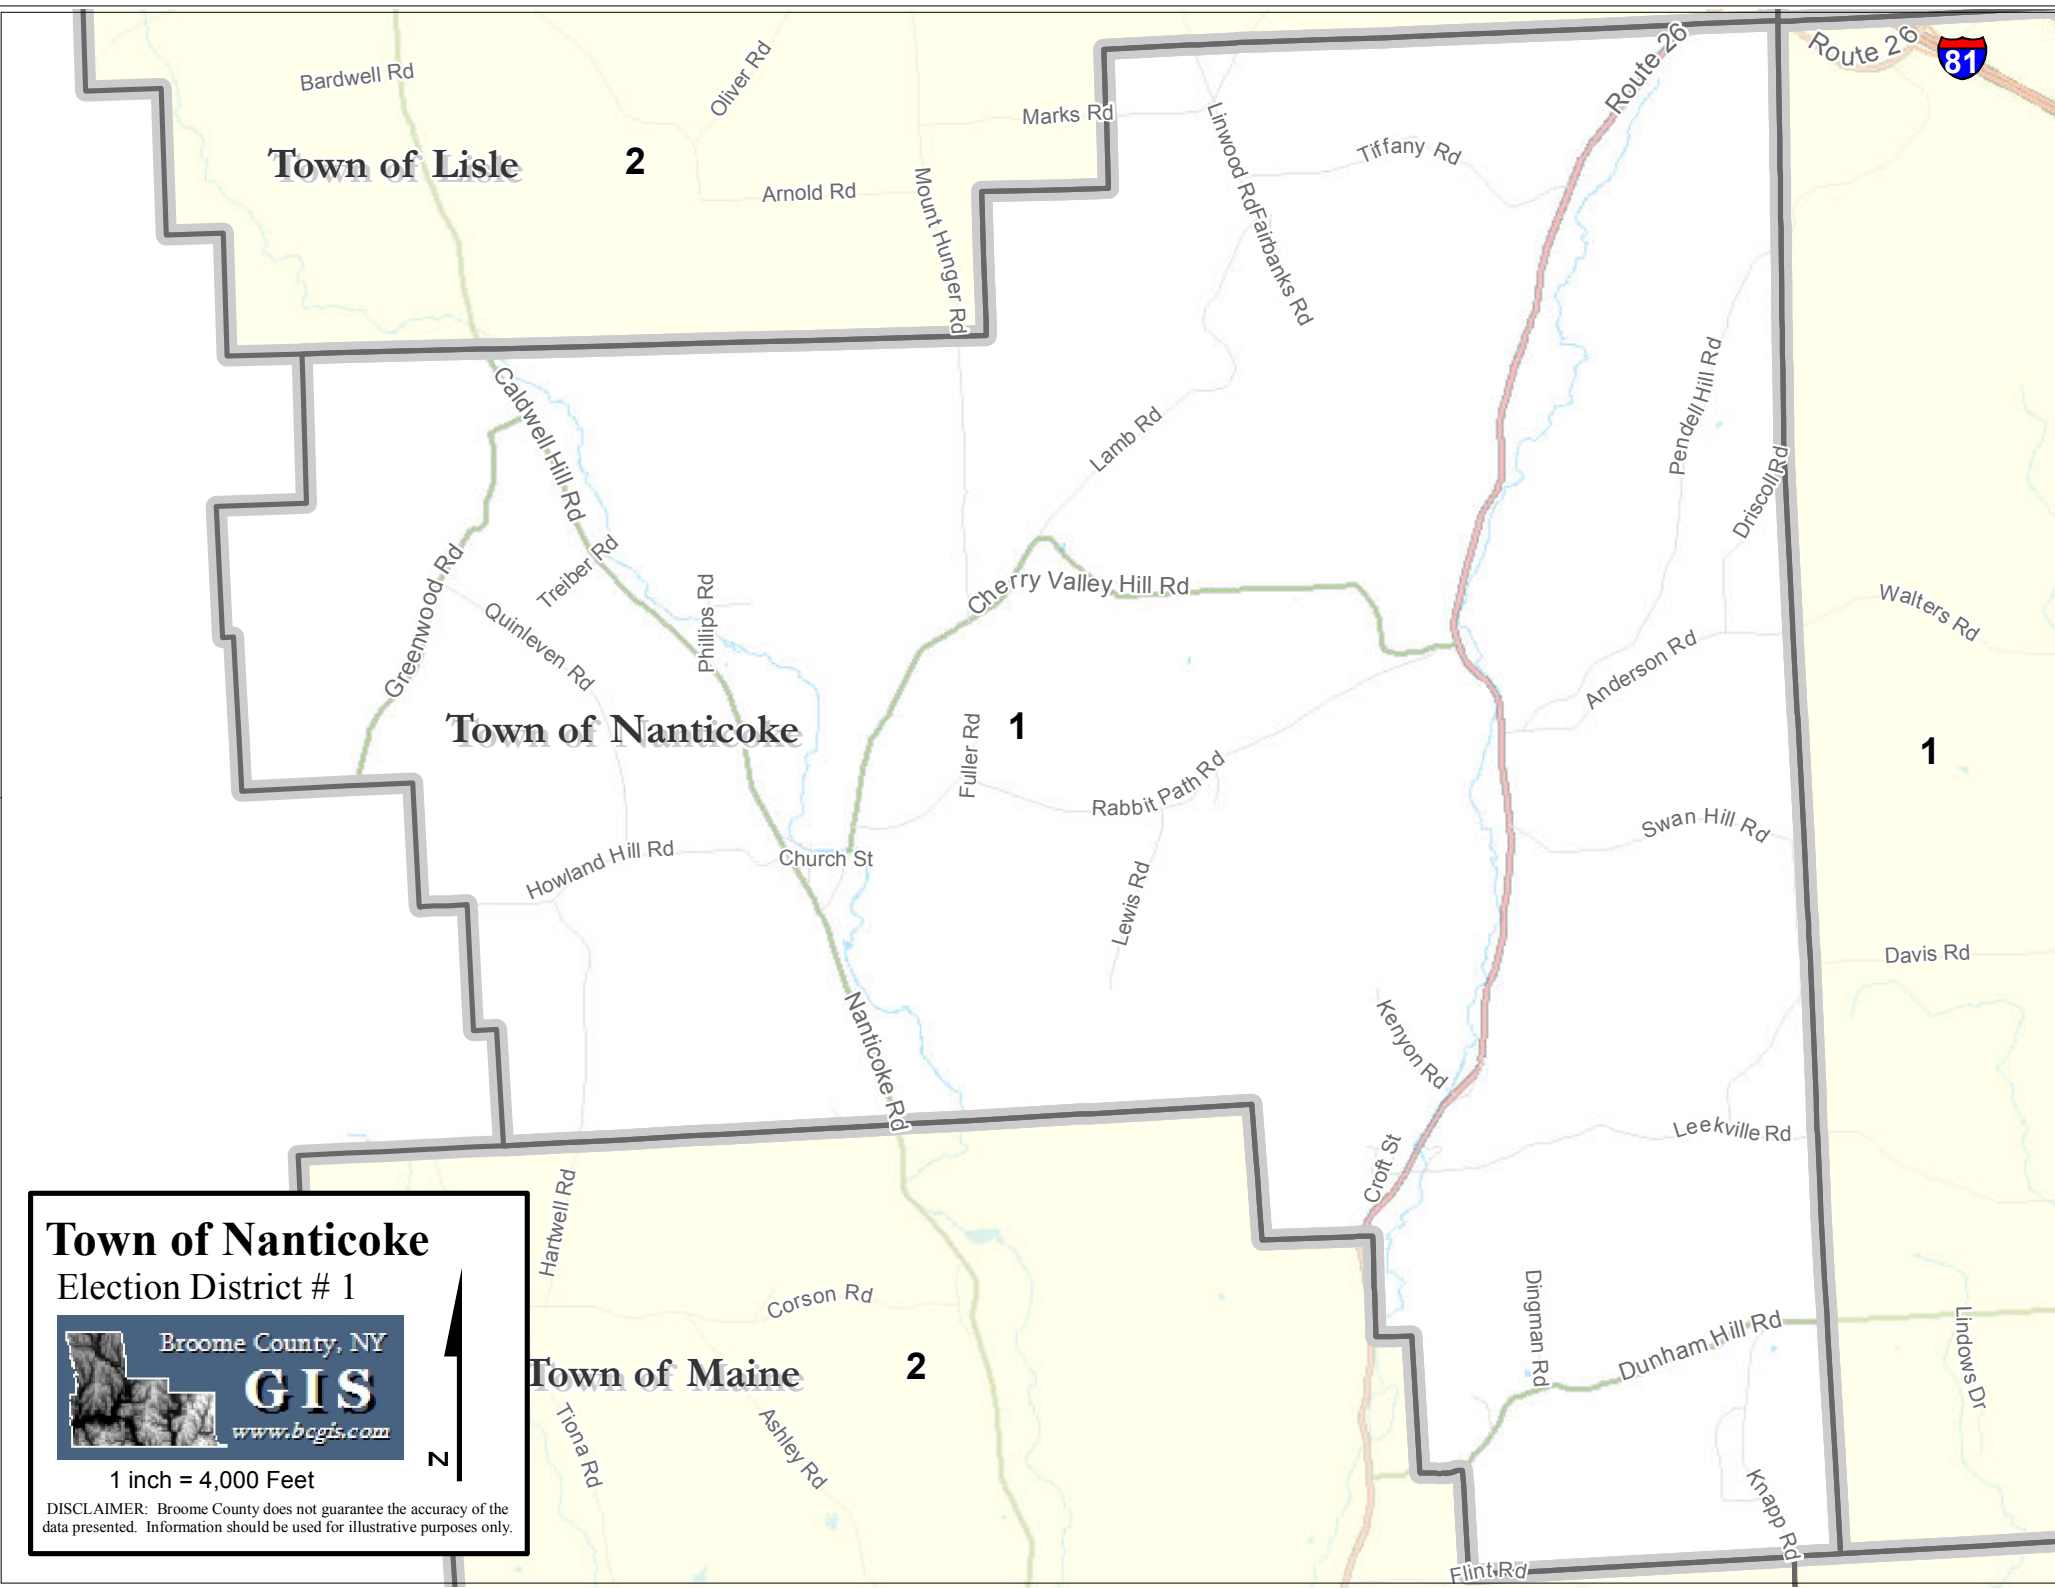 Route 26
Route 26
81
Bardwell Rd
Oliver Rd
Marks Rd
Linwood Rd
Tiffany Rd
Town of Lisle
2
Arnold Rd
Mount Hunger Rd
Fairbanks Rd
Caldwell Hill Rd
Lamb Rd
Pendell Hill Rd
Driscoll Rd
Greenwood Rd
Treiber Rd
Phillips Rd
Cherry Valley Hill Rd
Quinleven Rd
Walters Rd
Anderson Rd
Town of Nanticoke
1
Fuller Rd
Rabbit Path Rd
1
Swan Hill Rd
Howland Hill Rd
Church St
Lewis Rd
Davis Rd
Nanticoke Rd
Kenyon Rd
Leekville Rd
Croft St
Hartwell Rd
Corson Rd
Dingman Rd
Dunham Hill Rd
Lindows Dr
Town of Maine
2
Tiona Rd
Ashley Rd
Knapp Rd
Flint Rd
Town of Nanticoke
Election District # 1
Broome County, NY
GIS
www.bcgis.com
N
1 inch = 4,000 Feet
DISCLAIMER: Broome County does not guarantee the accuracy of the
data presented. Information should be used for illustrative purposes only.